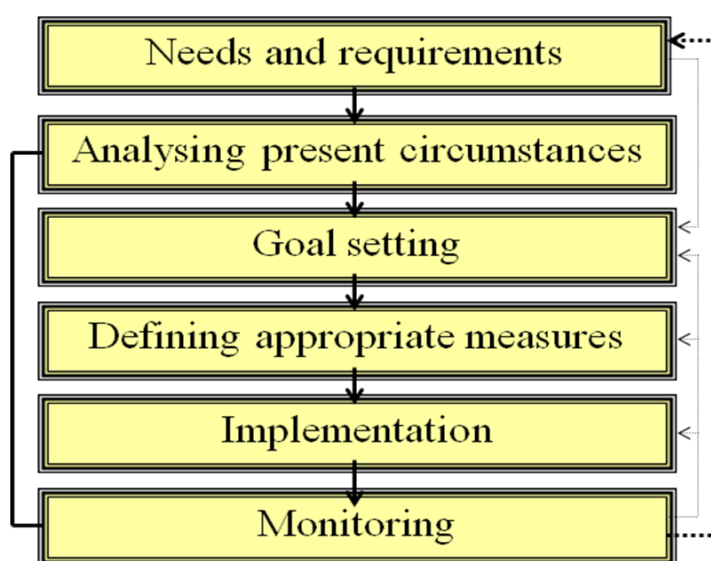 Needs and requirements
Analysing present circumstances
Goal setting
Defining appropriate measures
Implementation
Monitoring